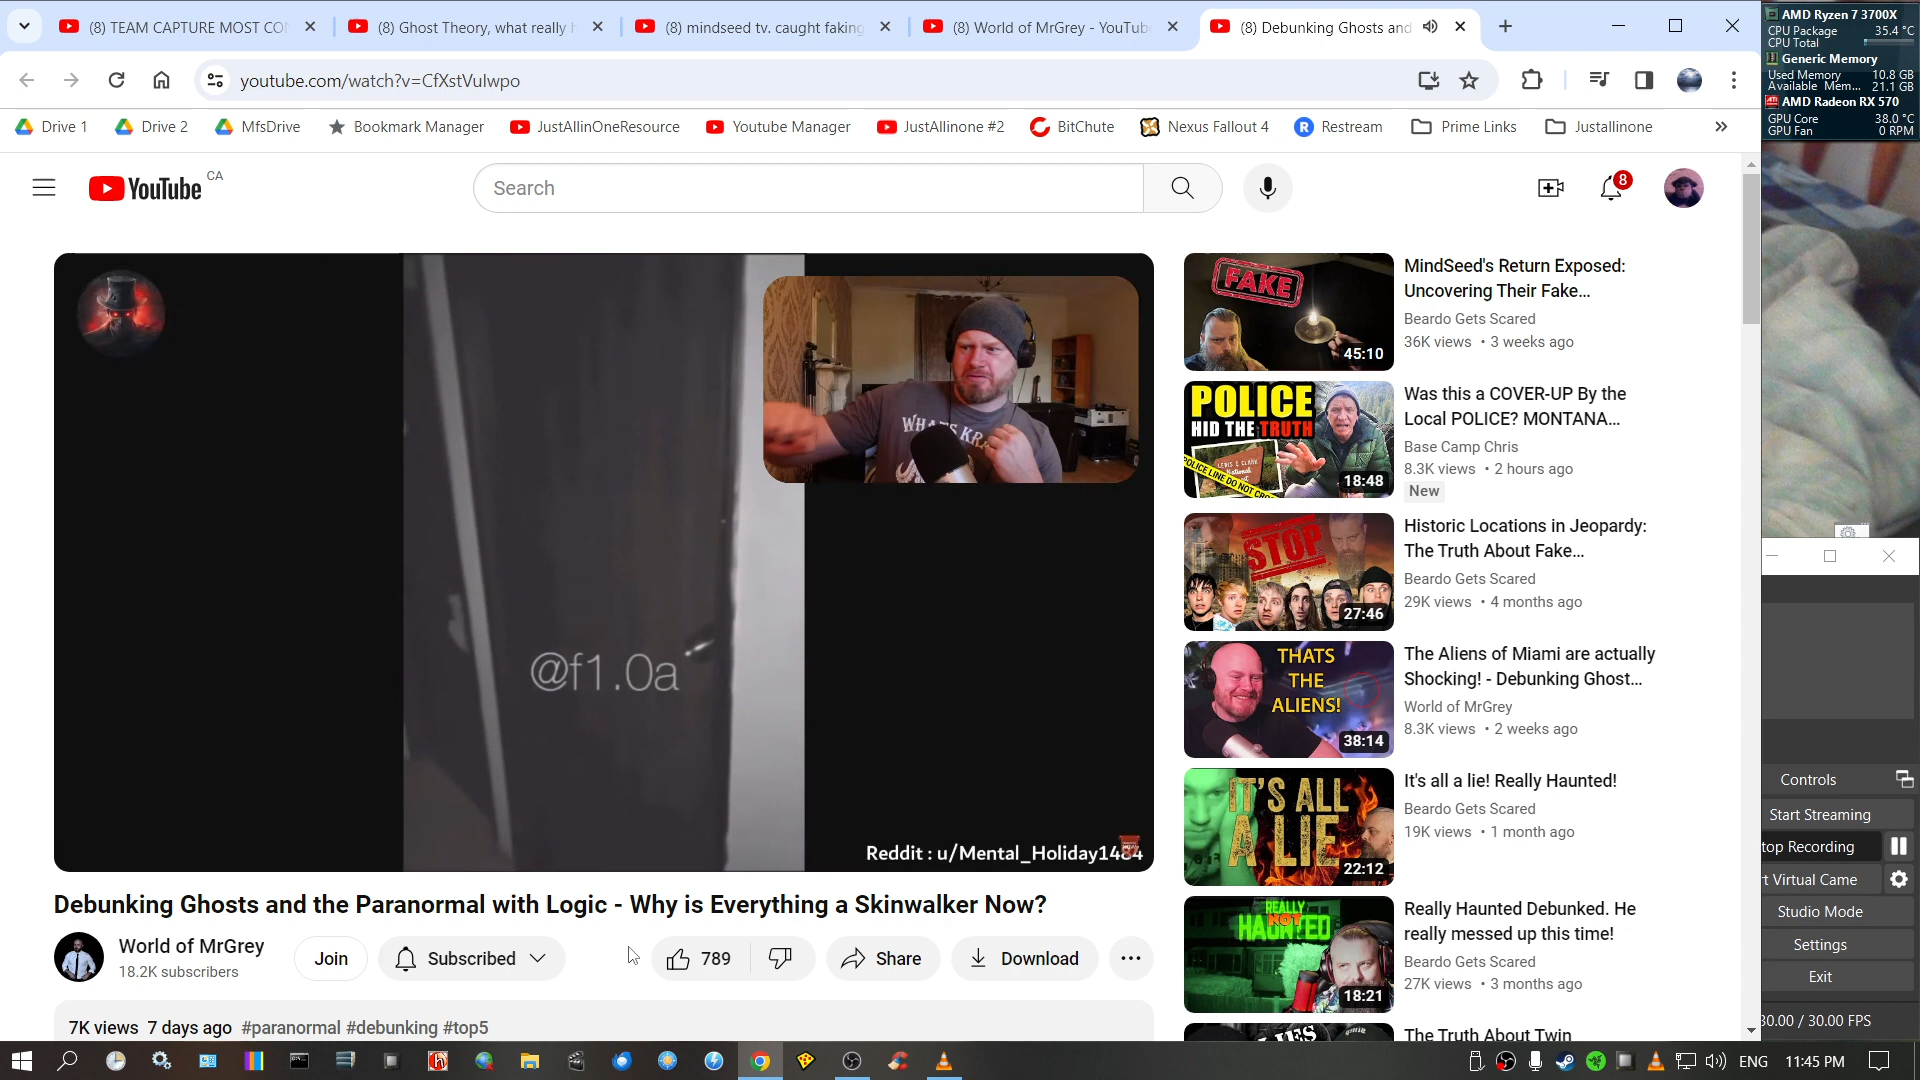 (8) TEAM CAPTURE MOST CO
(8) Ghost Theory, what really
(8) mindseed tv. caught faking
(8) World of MrGrey - YouTub
(8) Debunking Ghosts and
youtube.com/watch?v=CfXstVulwpo
Drive 1
Drive 2
MfsDrive
Bookmark Manager
JustAllinOneResource
Youtube Manager
JustAllinone #2
BitChute
Nexus Fallout 4
Restream
Prime Links
Justallinone
»
AMD Ryzen 7 3700X
CPU Package 35.4 °C
CPU Total
Generic Memory
Used Memory 10.8 GB
Available Mem... 21.1 GB
AMD Radeon RX 570
GPU Core 38.0 °C
GPU Fan 0 RPM
YouTube CA
Search
8
WHAT'S KR
@f1.0a
Reddit : u/Mental_Holiday1484
Debunking Ghosts and the Paranormal with Logic - Why is Everything a Skinwalker Now?
World of MrGrey
18.2K subscribers
Join
Subscribed
789
Share
Download
7K views 7 days ago #paranormal #debunking #top5
FAKE
45:10
MindSeed's Return Exposed:
Uncovering Their Fake...
Beardo Gets Scared
36K views • 3 weeks ago
POLICE
HID THE TRUTH
LEWIS & CLARK
National
POLICE LINE DO NOT CRO
18:48
Was this a COVER-UP By the
Local POLICE? MONTANA...
Base Camp Chris
8.3K views • 2 hours ago
New
STOP
27:46
Historic Locations in Jeopardy:
The Truth About Fake...
Beardo Gets Scared
29K views • 4 months ago
THATS
THE
ALIENS!
38:14
The Aliens of Miami are actually
Shocking! - Debunking Ghost...
World of MrGrey
8.3K views • 2 weeks ago
IT'S ALL
A LIE
22:12
It's all a lie! Really Haunted!
Beardo Gets Scared
19K views • 1 month ago
REALLY
NOT
HAUNTED
18:21
Really Haunted Debunked. He
really messed up this time!
Beardo Gets Scared
27K views • 3 months ago
LIES
The Truth About Twin
Controls
Start Streaming
top Recording
rt Virtual Came
Studio Mode
Settings
Exit
30.00 / 30.00 FPS
ENG
11:45 PM